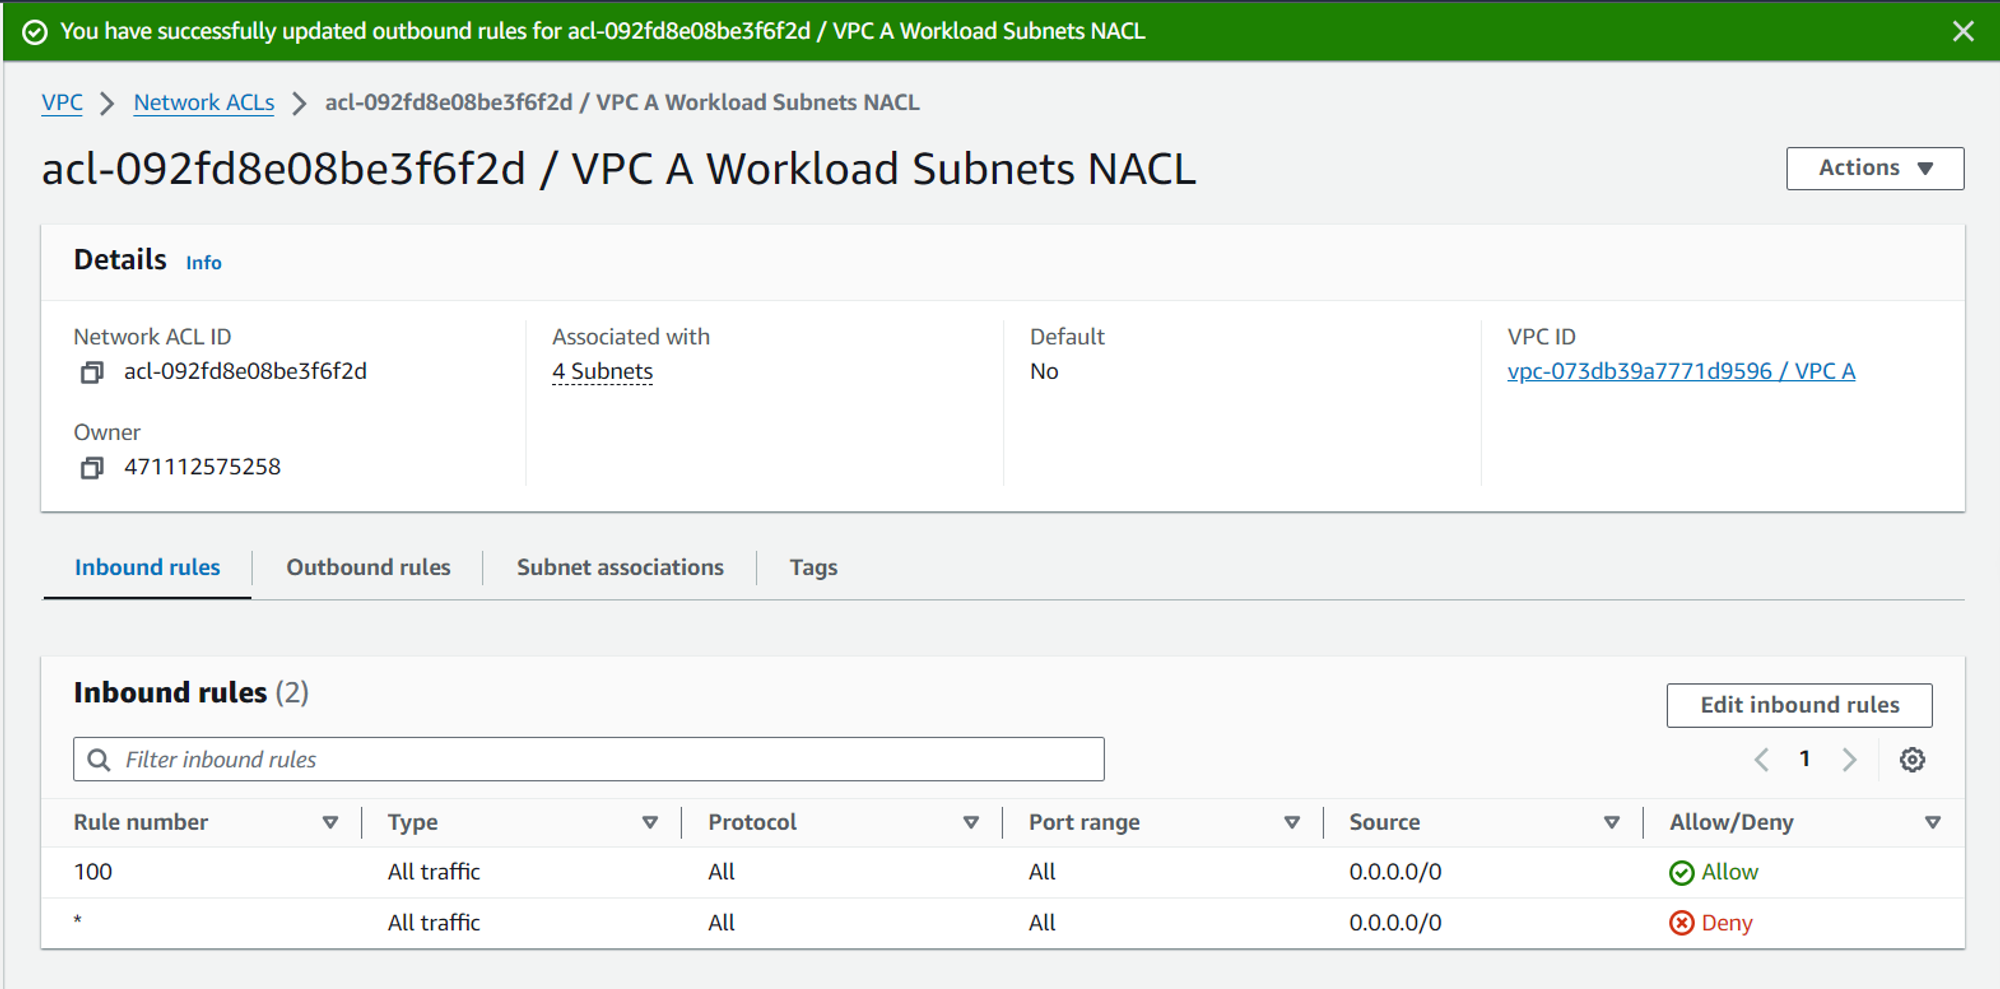 You have successfully updated outbound rules for acl-092fd8e08be3f6f2d / VPC A Workload Subnets NACL
VPC > Network ACLs > acl-092fd8e08be3f6f2d / VPC A Workload Subnets NACL
acl-092fd8e08be3f6f2d / VPC A Workload Subnets NACL
Actions
Details Info
Network ACL ID
acl-092fd8e08be3f6f2d
Owner
471112575258
Associated with
4 Subnets
Default
No
VPC ID
vpc-073db39a7771d9596 / VPC A
Inbound rules Outbound rules Subnet associations Tags
Inbound rules (2)
Edit inbound rules
Filter inbound rules
1
Rule number Type Protocol Port range Source Allow/Deny
100 All traffic All All 0.0.0.0/0 Allow
* All traffic All All 0.0.0.0/0 Deny